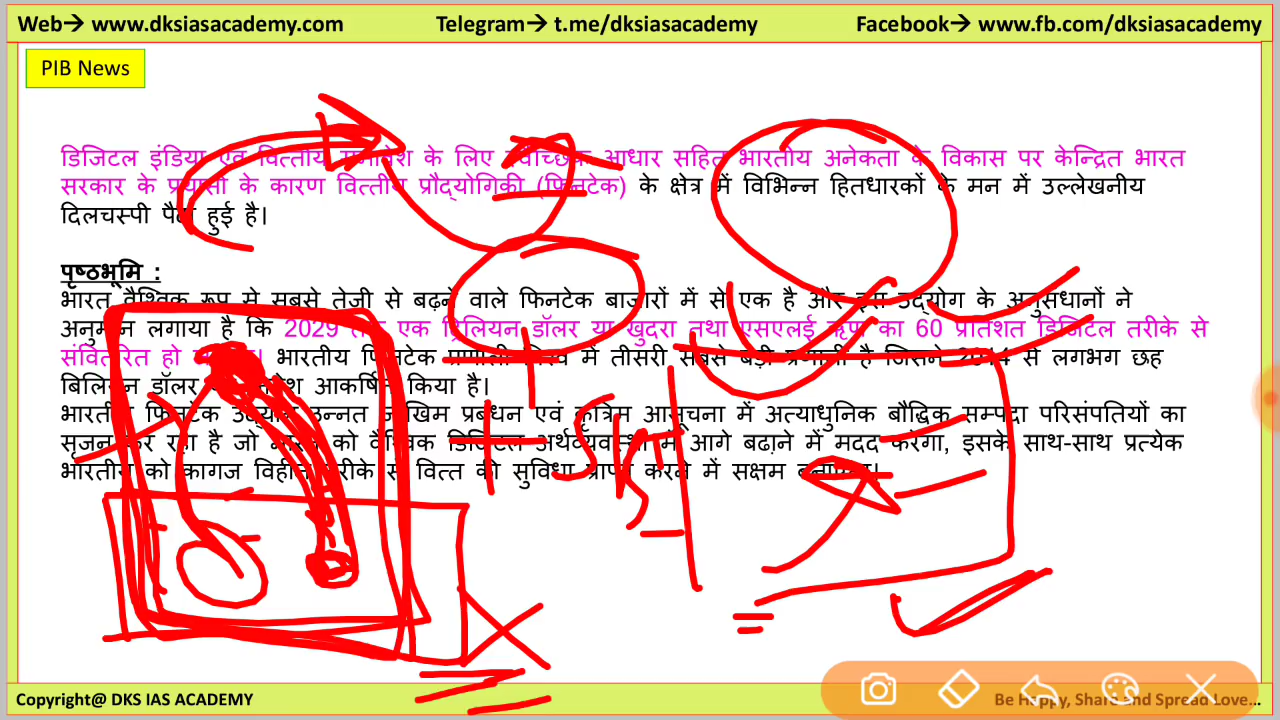 Web→ www.dksiasacademy.com Telegram→ t.me/dksiasacademy Facebook→ www.fb.com/dksiasacademy
PIB News
डिजिटल इंडिया एवं वित्तीय समावेश के लिए स्वैच्छिक आधार सहित भारतीय अनेकता के विकास पर केन्द्रित भारत
सरकार के प्रयासों के कारण वित्तीय प्रौद्योगिकी (फिनटेक) के क्षेत्र में विभिन्न हितधारकों के मन में उल्लेखनीय
दिलचस्पी पैदा हुई है।
पृष्ठभूमि :
भारत वैश्विक रूप से सबसे तेजी से बढ़ने वाले फिनटेक बाजारों में से एक है और इस उद्योग के अनुसंधानों ने
अनुमान लगाया है कि 2029 तक एक ट्रिलियन डॉलर या खुदरा तथा एसएलई ऋण का 60 प्रतिशत डिजिटल तरीके से
संवितरित हो भारतीय फिनटेक प्रणाली विश्व में तीसरी सबसे बड़ी प्रणाली है जिसने 2014 से लगभग छह
बिलियन डॉलर का निवेश आकर्षित किया है।
भारतीय फिनटेक उद्योग उन्नत जोखिम प्रबंधन एवं कृत्रिम आसूचना में अत्याधुनिक बौद्धिक सम्पदा परिसंपतियों का
सृजन कर रहा है जो भारत को वैश्विक डिजिटल अर्थव्यवस्था में आगे बढ़ाने में मदद करेगा, इसके साथ-साथ प्रत्येक
भारतीय को कागज विहीन तरीके से वित्त की सुविधा प्राप्त करने में सक्षम बनाएगा।
Copyright@ DKS IAS ACADEMY Be Happy, Share and Spread Love...